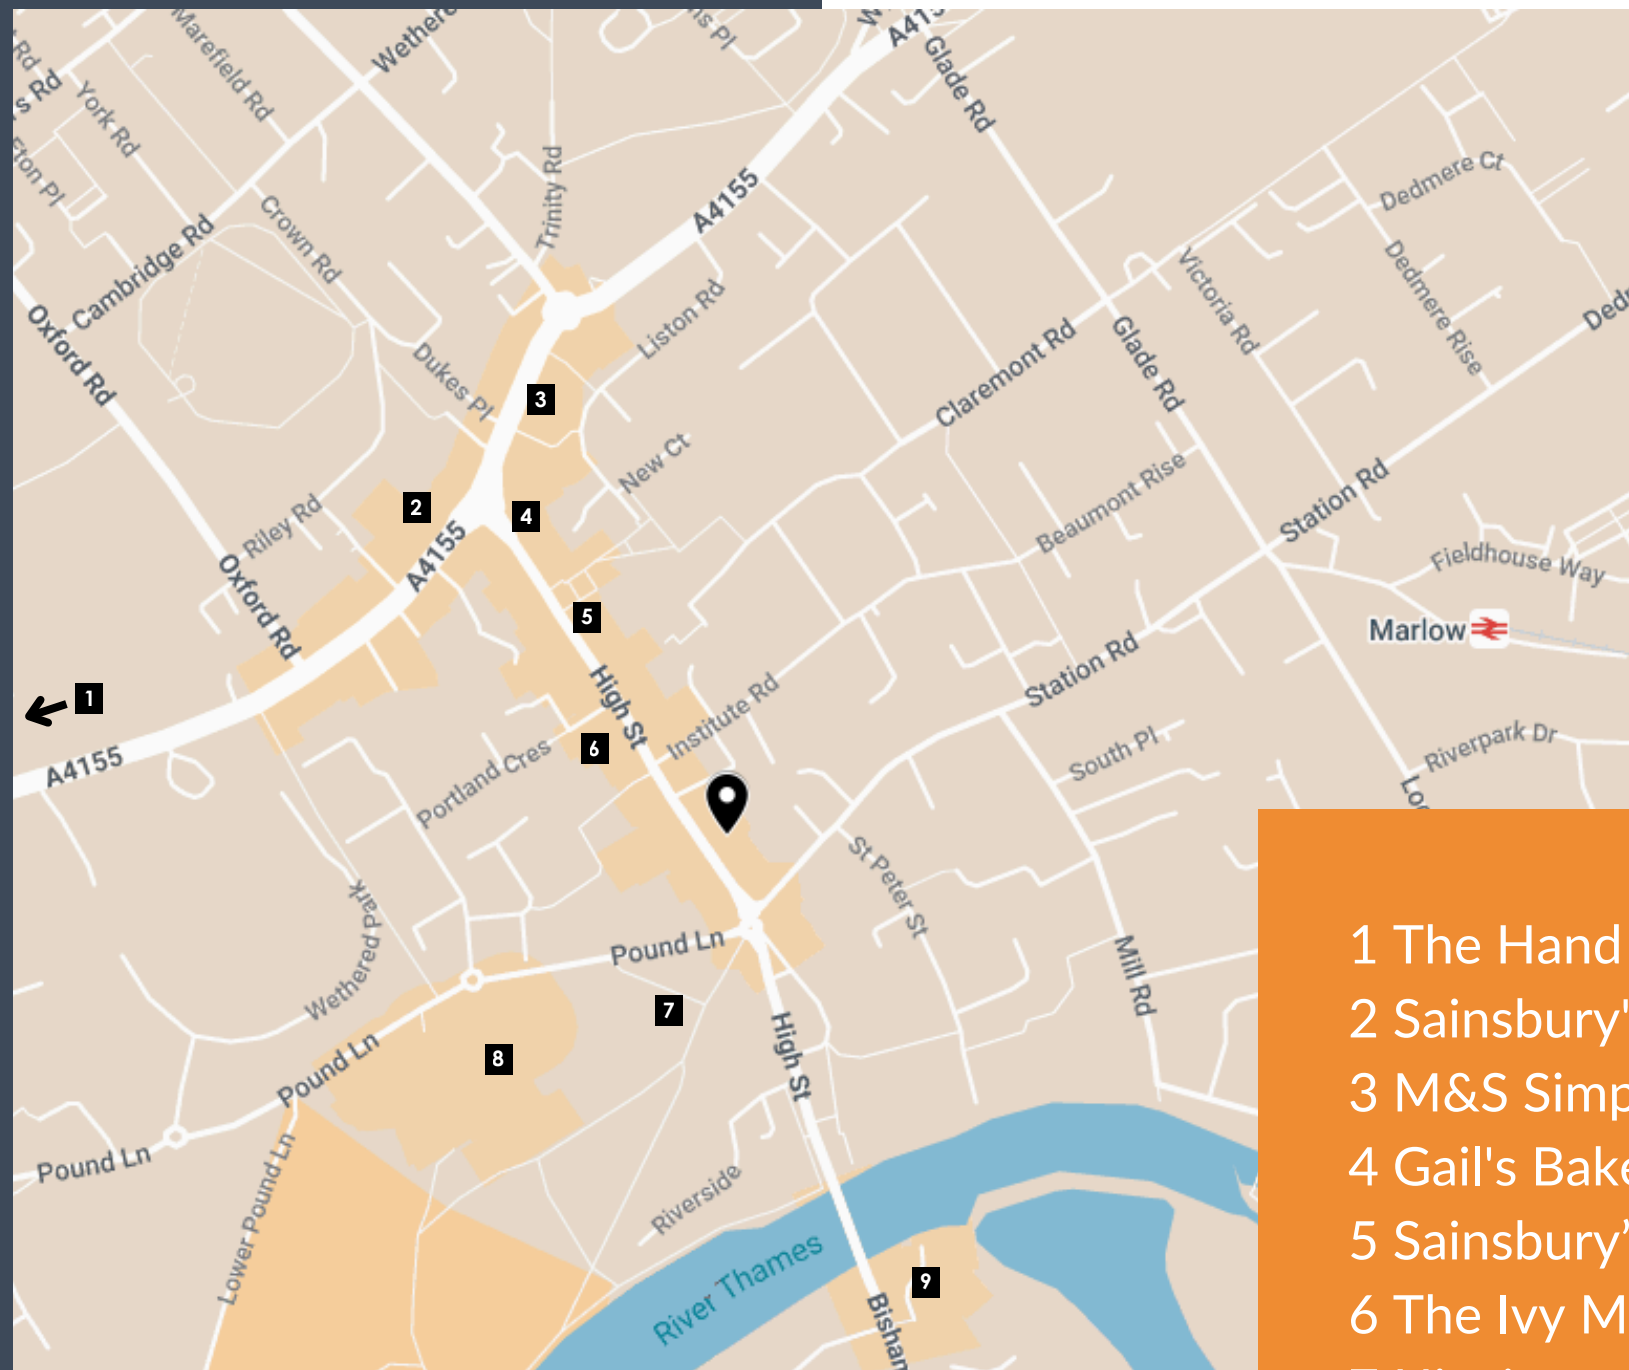 Marefield Rd
York Rd
s Rd
Rd
Cambridge Rd
Crown Rd
Trinity Rd
A4155
Glade Rd
Dedmere Ct
Dedmere Rise
Victoria Rd
Oxford Rd
Dukes Pl
Liston Rd
Claremont Rd
Glade Rd
3
New Ct
2
4
Riley Rd
A4155
Beaumont Rise
Station Rd
Fieldhouse Way
Oxford Rd
5
Marlow
1
High St
Station Rd
A4155
Portland Cres
6
Institute Rd
South Pl
Riverpark Dr
St Peter St
Wethered Park
Pound Ln
Mill Rd
7
8
High St
Pound Ln
Pound Ln
Lower Pound Ln
Riverside
River Thames
9
1 The Hand
2 Sainsbury'
3 M&S Simp
4 Gail's Bake
5 Sainsbury’
6 The Ivy M